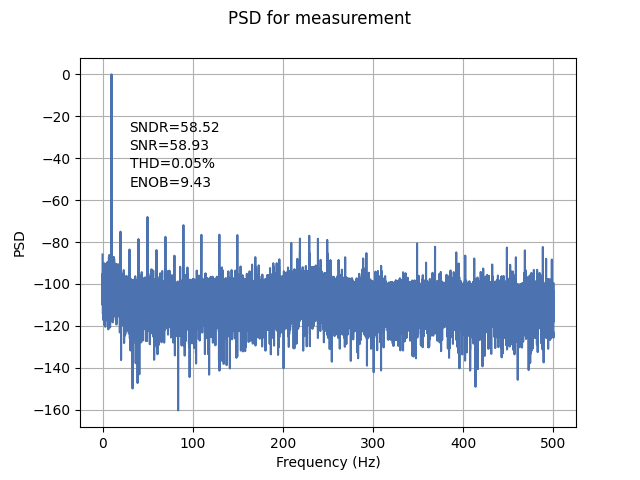 PSD for measurement
PSD
0
−20
−40
−60
−80
−100
−120
−140
−160
SNDR=58.52
SNR=58.93
THD=0.05%
ENOB=9.43
0 100 200 300 400 500
Frequency (Hz)